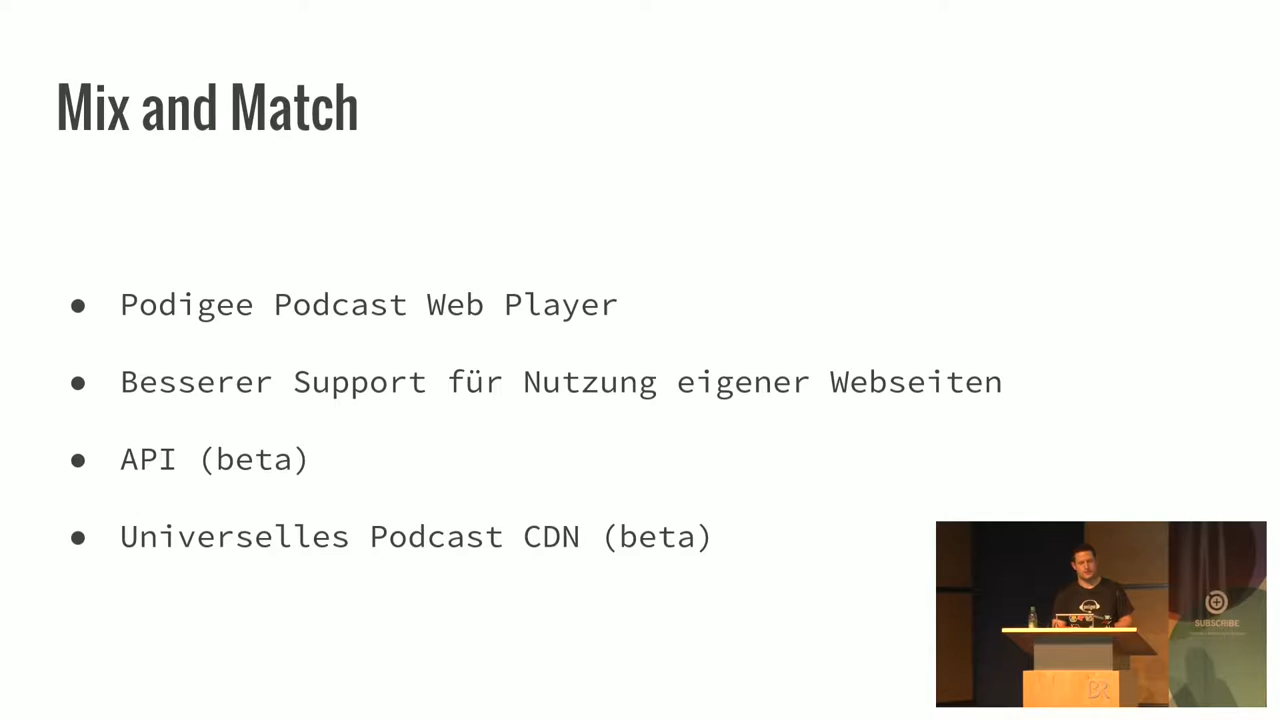 Mix and Match
● Podigee Podcast Web Player
● Besserer Support für Nutzung eigener Webseiten
● API (beta)
● Universelles Podcast CDN (beta)
SUBSCRIBE
BR